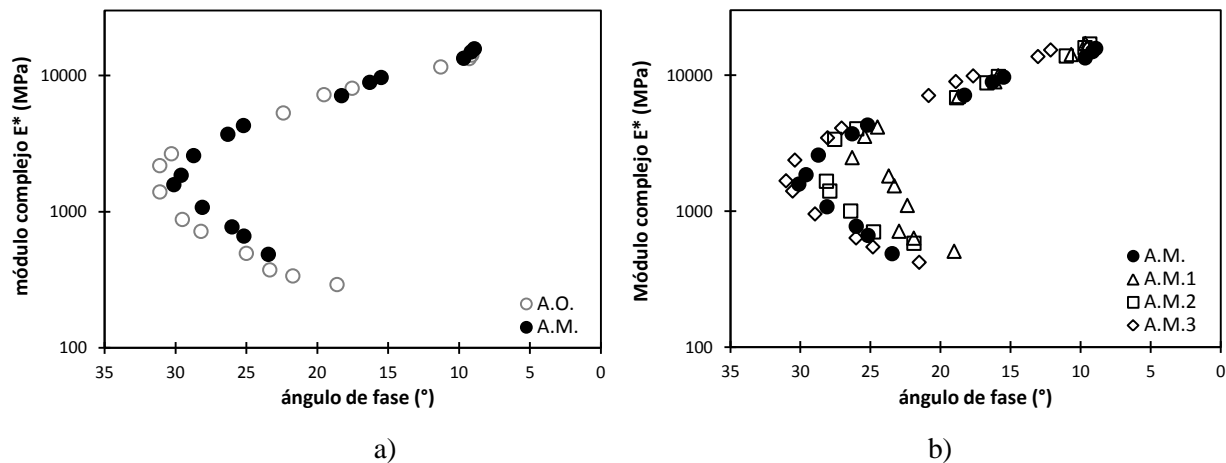 10000
1000
100
módulo complejo E* (MPa)
35 30 25 20 15 10 5 0
ángulo de fase (°)
A.O.
A.M.
a)
10000
1000
100
Módulo complejo E* (MPa)
35 30 25 20 15 10 5 0
ángulo de fase (°)
A.M.
A.M.1
A.M.2
A.M.3
b)